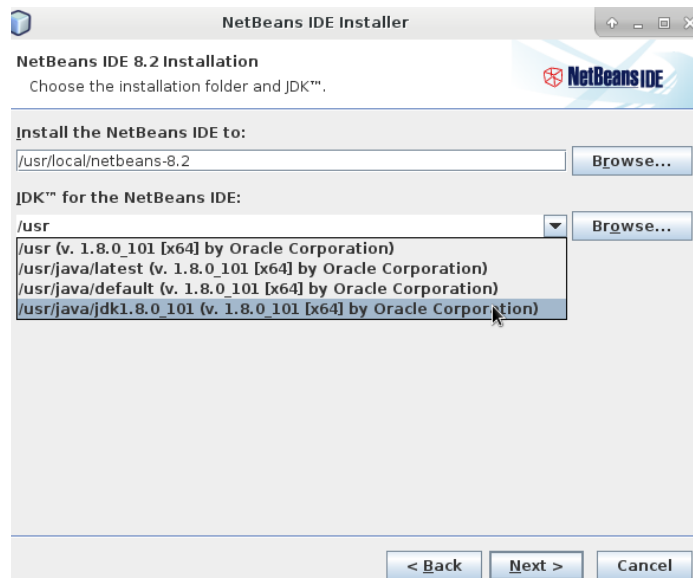 NetBeans IDE Installer
NetBeans IDE 8.2 Installation
Choose the installation folder and JDK™.
NetBeans IDE
Install the NetBeans IDE to:
/usr/local/netbeans-8.2
Browse...
JDK™ for the NetBeans IDE:
/usr
Browse...
/usr (v. 1.8.0_101 [x64] by Oracle Corporation)
/usr/java/latest (v. 1.8.0_101 [x64] by Oracle Corporation)
/usr/java/default (v. 1.8.0_101 [x64] by Oracle Corporation)
/usr/java/jdk1.8.0_101 (v. 1.8.0_101 [x64] by Oracle Corporation)
< Back
Next >
Cancel